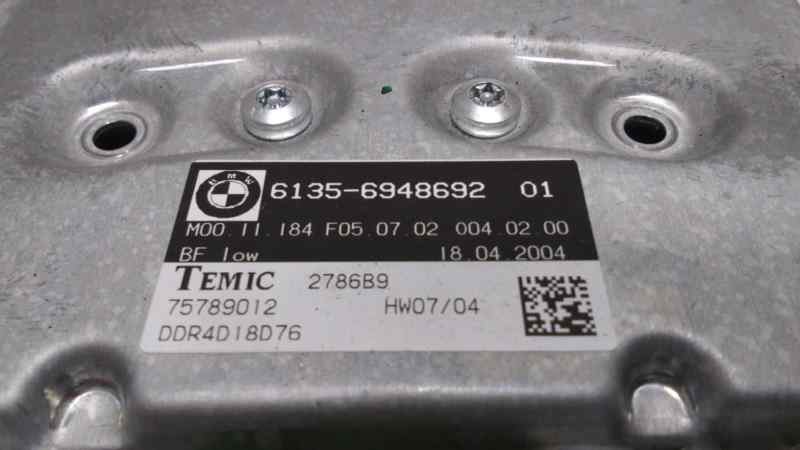 BMW 6135-6948692 01
M00.11.184 F05.07.02 004.02.00
BF low 18.04.2004
TEMIC 2786B9
75789012 HW07/04
DDR4D18D76